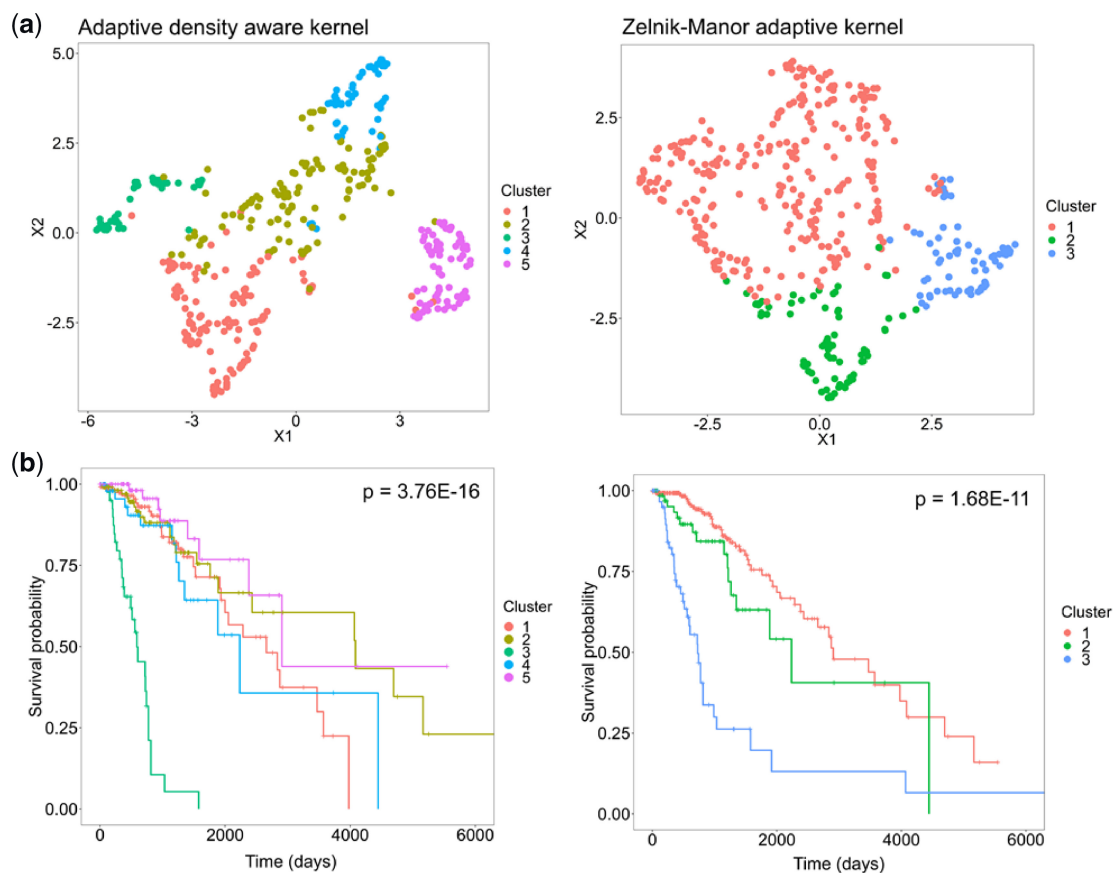 (a)
Adaptive density aware kernel
Zelnik-Manor adaptive kernel
5.0
2.5
0.0
-2.5
X2
-6
-3
0
3
X1
Cluster
1
2
3
4
5
2.5
0.0
-2.5
X2
-2.5
0.0
2.5
X1
Cluster
1
2
3
(b)
p = 3.76E-16
1.00
0.75
0.50
0.25
0.00
Survival probability
0
2000
4000
6000
Time (days)
Cluster
1
2
3
4
5
p = 1.68E-11
1.00
0.75
0.50
0.25
0.00
Survival probability
0
2000
4000
6000
Time (days)
Cluster
1
2
3